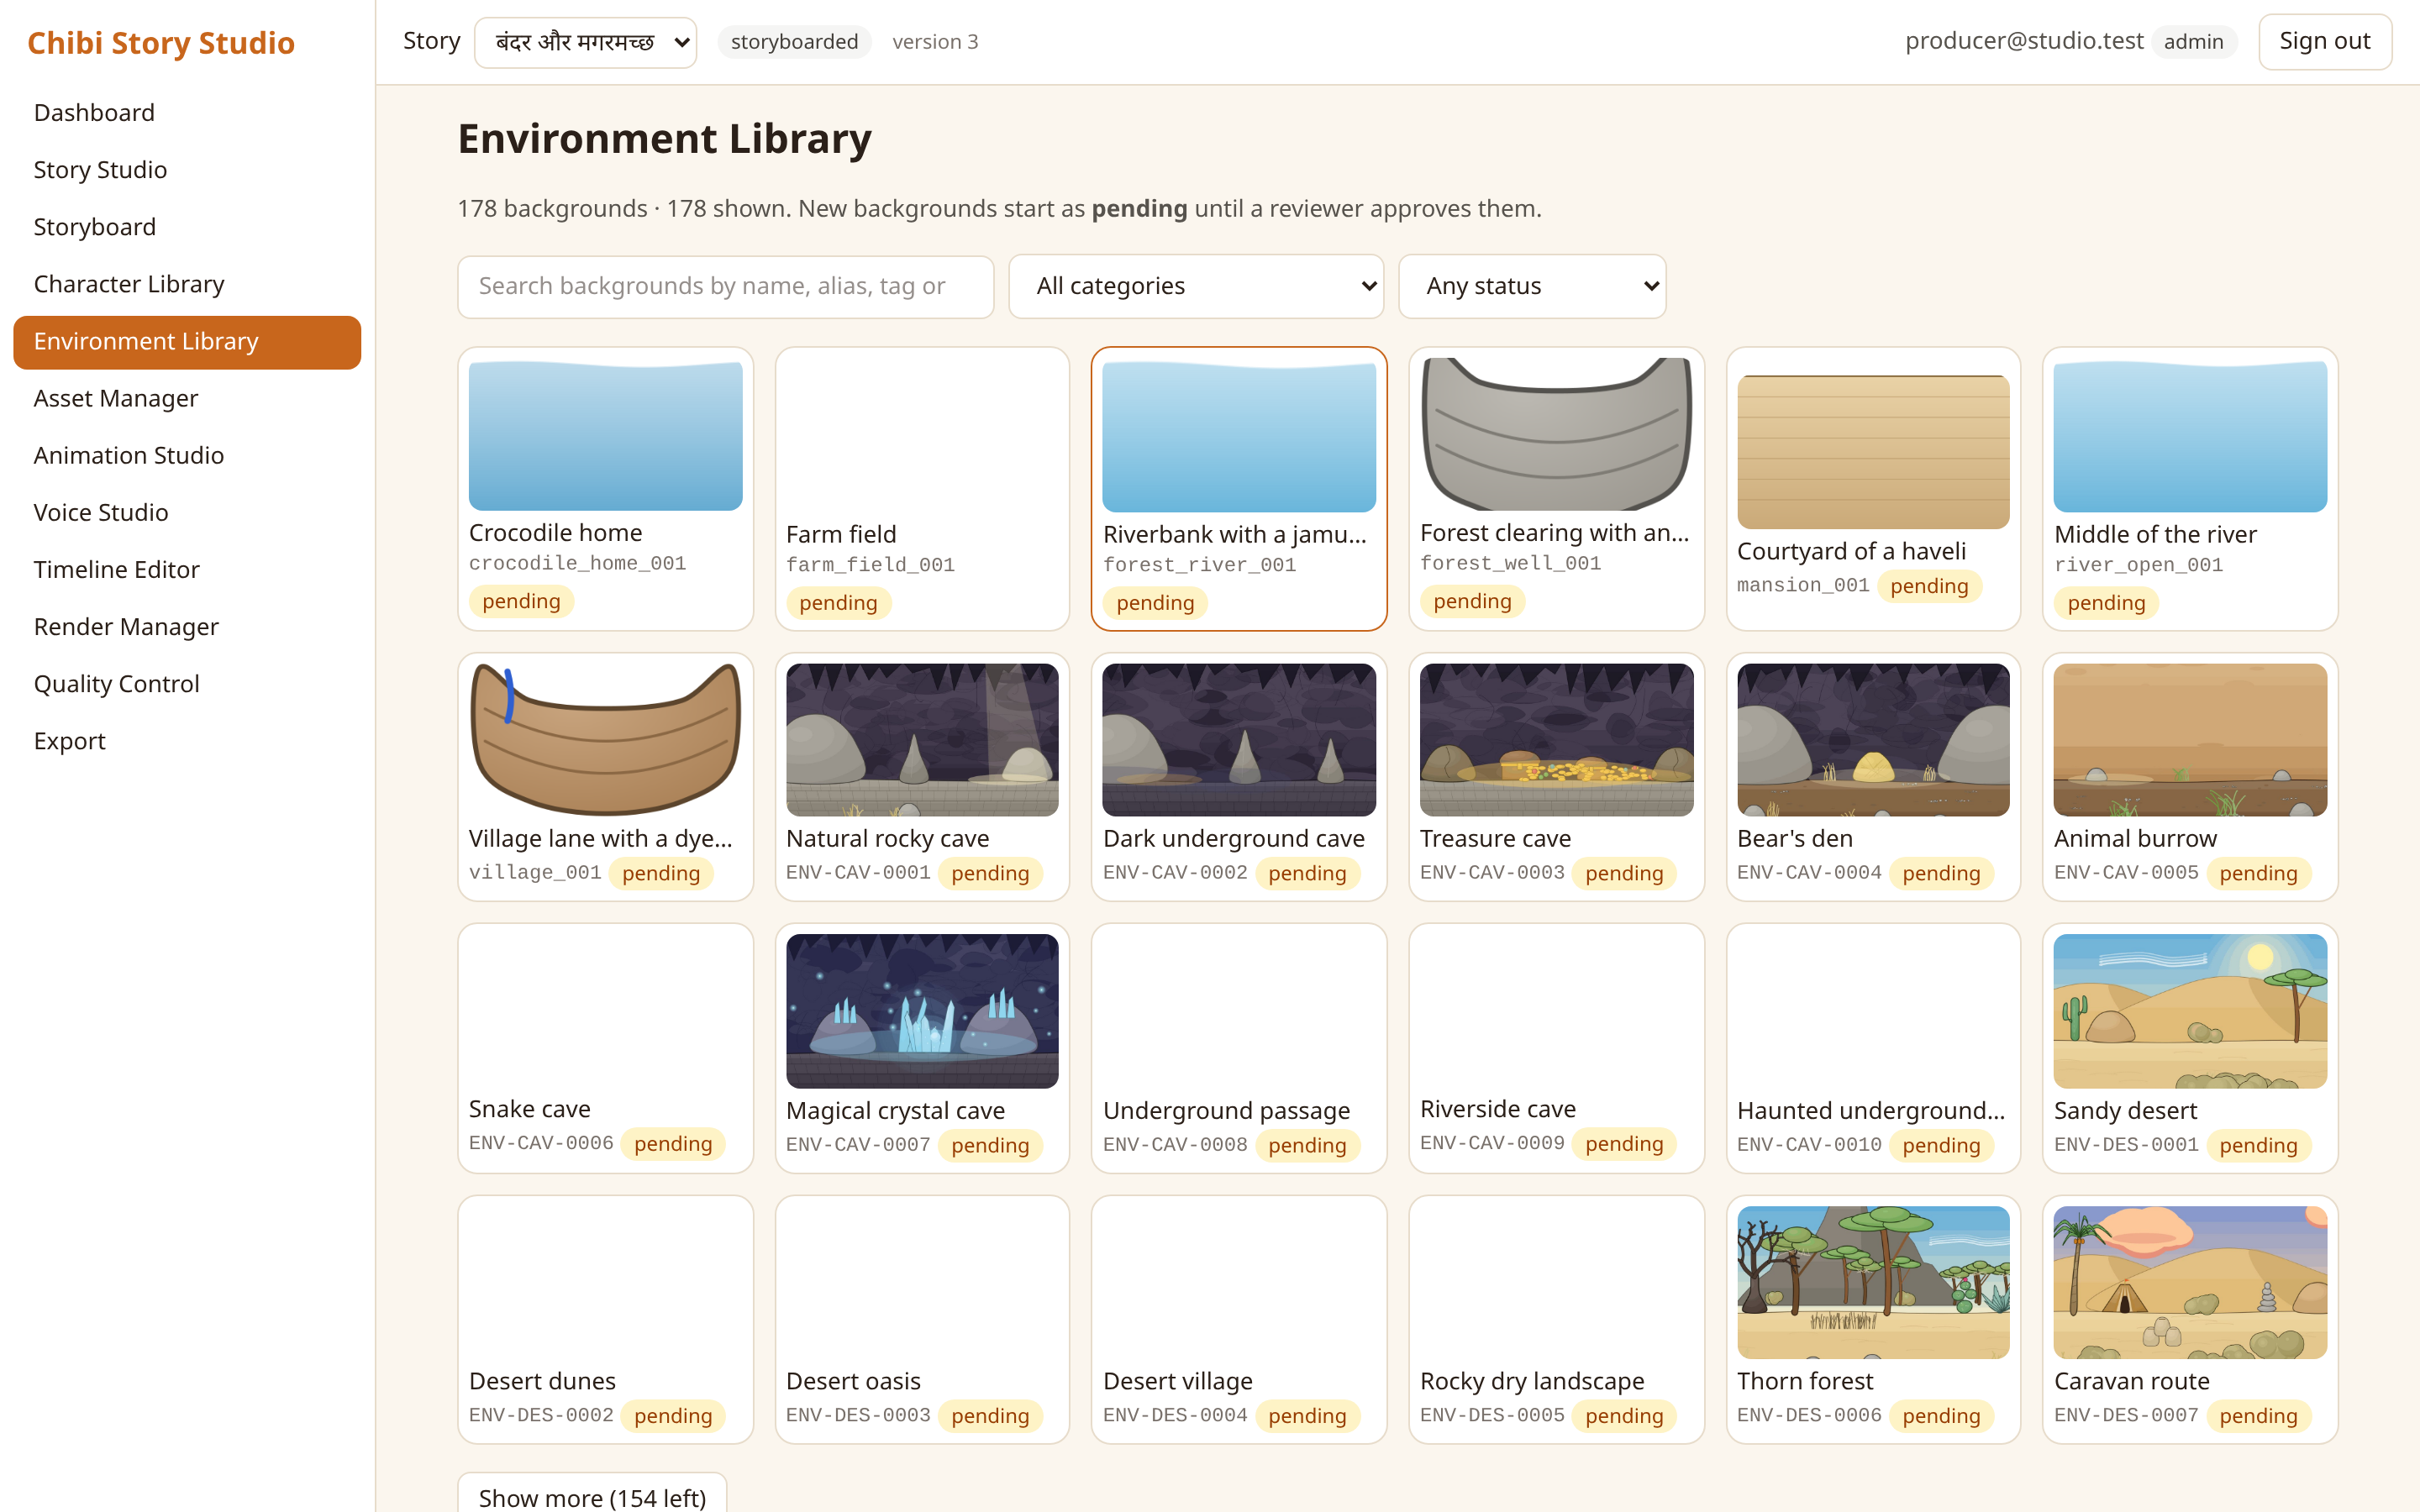 Chibi Story Studio
Dashboard
Story Studio
Storyboard
Character Library
Environment Library
Asset Manager
Animation Studio
Voice Studio
Timeline Editor
Render Manager
Quality Control
Export
Story बंदर और मगरमच्छ storyboarded version 3 producer@studio.test admin Sign out
Environment Library
178 backgrounds · 178 shown. New backgrounds start as pending until a reviewer approves them.
Search backgrounds by name, alias, tag or
All categories
Any status
Crocodile home
crocodile_home_001
pending
Farm field
farm_field_001
pending
Riverbank with a jamu...
forest_river_001
pending
Forest clearing with an...
forest_well_001
pending
Courtyard of a haveli
mansion_001 pending
Middle of the river
river_open_001
pending
Village lane with a dye...
village_001 pending
Natural rocky cave
ENV-CAV-0001 pending
Dark underground cave
ENV-CAV-0002 pending
Treasure cave
ENV-CAV-0003 pending
Bear's den
ENV-CAV-0004 pending
Animal burrow
ENV-CAV-0005 pending
Snake cave
ENV-CAV-0006 pending
Magical crystal cave
ENV-CAV-0007 pending
Underground passage
ENV-CAV-0008 pending
Riverside cave
ENV-CAV-0009 pending
Haunted underground...
ENV-CAV-0010 pending
Sandy desert
ENV-DES-0001 pending
Desert dunes
ENV-DES-0002 pending
Desert oasis
ENV-DES-0003 pending
Desert village
ENV-DES-0004 pending
Rocky dry landscape
ENV-DES-0005 pending
Thorn forest
ENV-DES-0006 pending
Caravan route
ENV-DES-0007 pending
Show more (154 left)